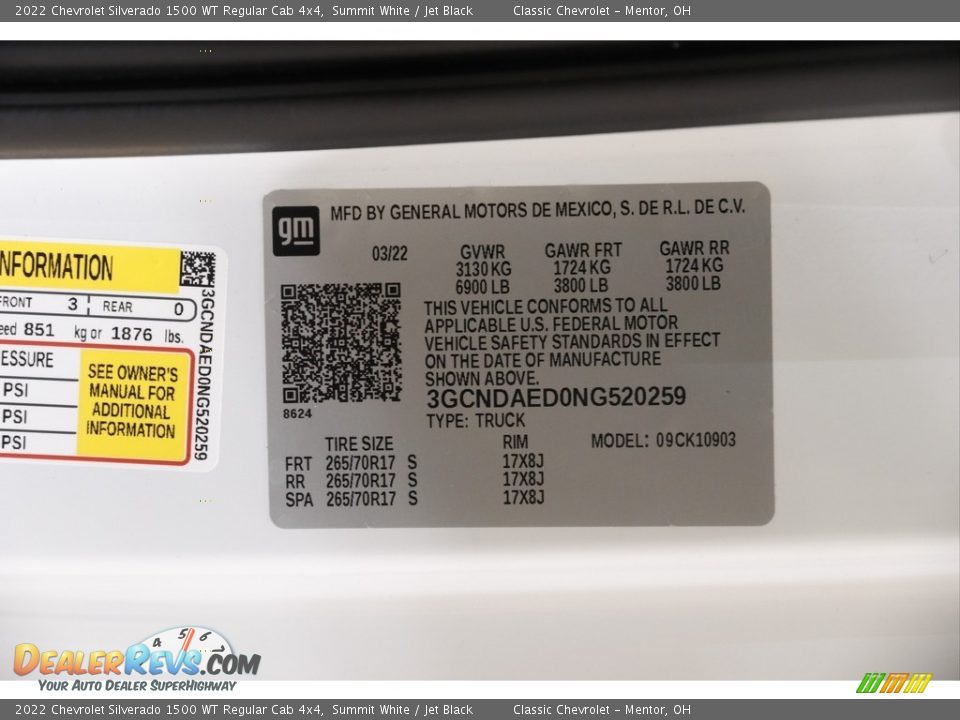 2022 Chevrolet Silverado 1500 WT Regular Cab 4x4, Summit White / Jet Black Classic Chevrolet - Mentor, OH
gm MFD BY GENERAL MOTORS DE MEXICO, S. DE R.L. DE C.V.
03/22 GVWR GAWR FRT GAWR RR
3130 KG 1724 KG 1724 KG
6900 LB 3800 LB 3800 LB
THIS VEHICLE CONFORMS TO ALL
APPLICABLE U.S. FEDERAL MOTOR
VEHICLE SAFETY STANDARDS IN EFFECT
ON THE DATE OF MANUFACTURE
SHOWN ABOVE.
8624
3GCNDAED0NG520259
TYPE: TRUCK
TIRE SIZE RIM MODEL: 09CK10903
FRT 265/70R17 S 17X8J
RR 265/70R17 S 17X8J
SPA 265/70R17 S 17X8J
NFORMATION
FRONT 3 REAR 0
eed 851 kg or 1876 lbs.
ESSURE
PSI
PSI
PSI
SEE OWNER'S
MANUAL FOR
ADDITIONAL
INFORMATION
3GCNDAED0NG520259
4 5 6 7
DEALERREVS.COM
YOUR AUTO DEALER SUPERHIGHWAY
2022 Chevrolet Silverado 1500 WT Regular Cab 4x4, Summit White / Jet Black Classic Chevrolet - Mentor, OH